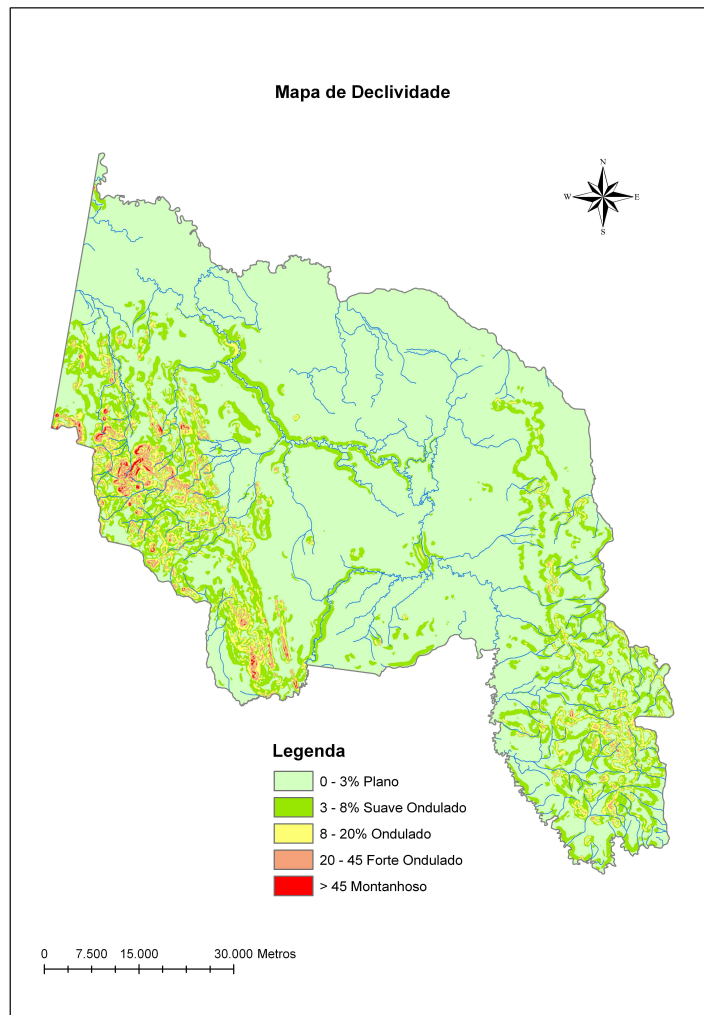 Mapa de Declividade
N
W E
S
Legenda
0 - 3% Plano
3 - 8% Suave Ondulado
8 - 20% Ondulado
20 - 45 Forte Ondulado
> 45 Montanhoso
0 7.500 15.000 30.000 Metros